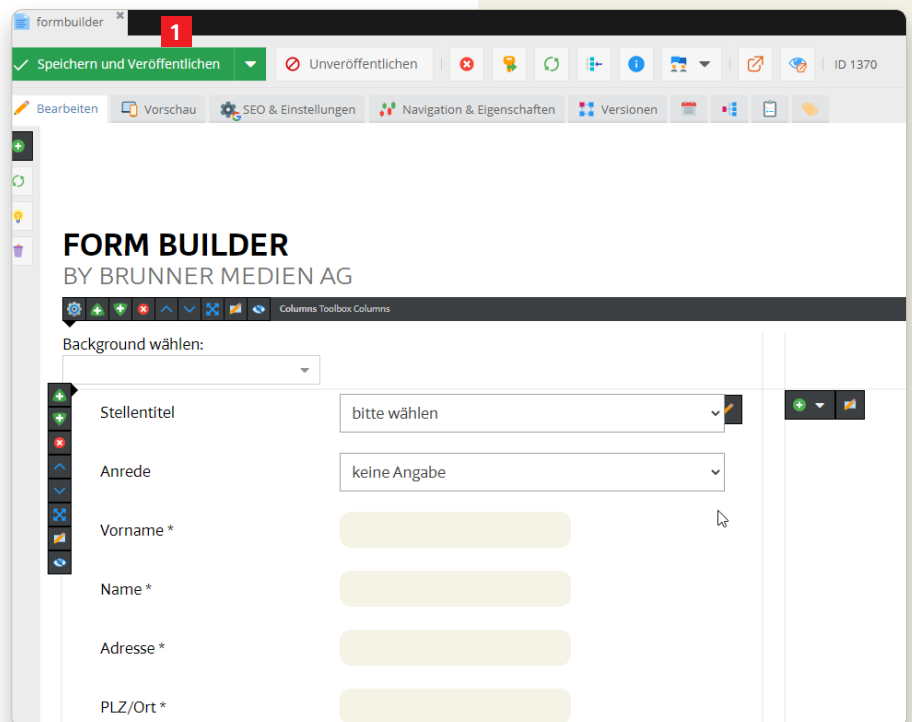 formbuilder
1
Speichern und Veröffentlichen Unveröffentlichen ID 1370
Bearbeiten Vorschau SEO & Einstellungen Navigation & Eigenschaften Versionen
FORM BUILDER
BY BRUNNER MEDIEN AG
Columns Toolbox Columns
Background wählen:
Stellentitel bitte wählen
Anrede keine Angabe
Vorname *
Name *
Adresse *
PLZ/Ort *